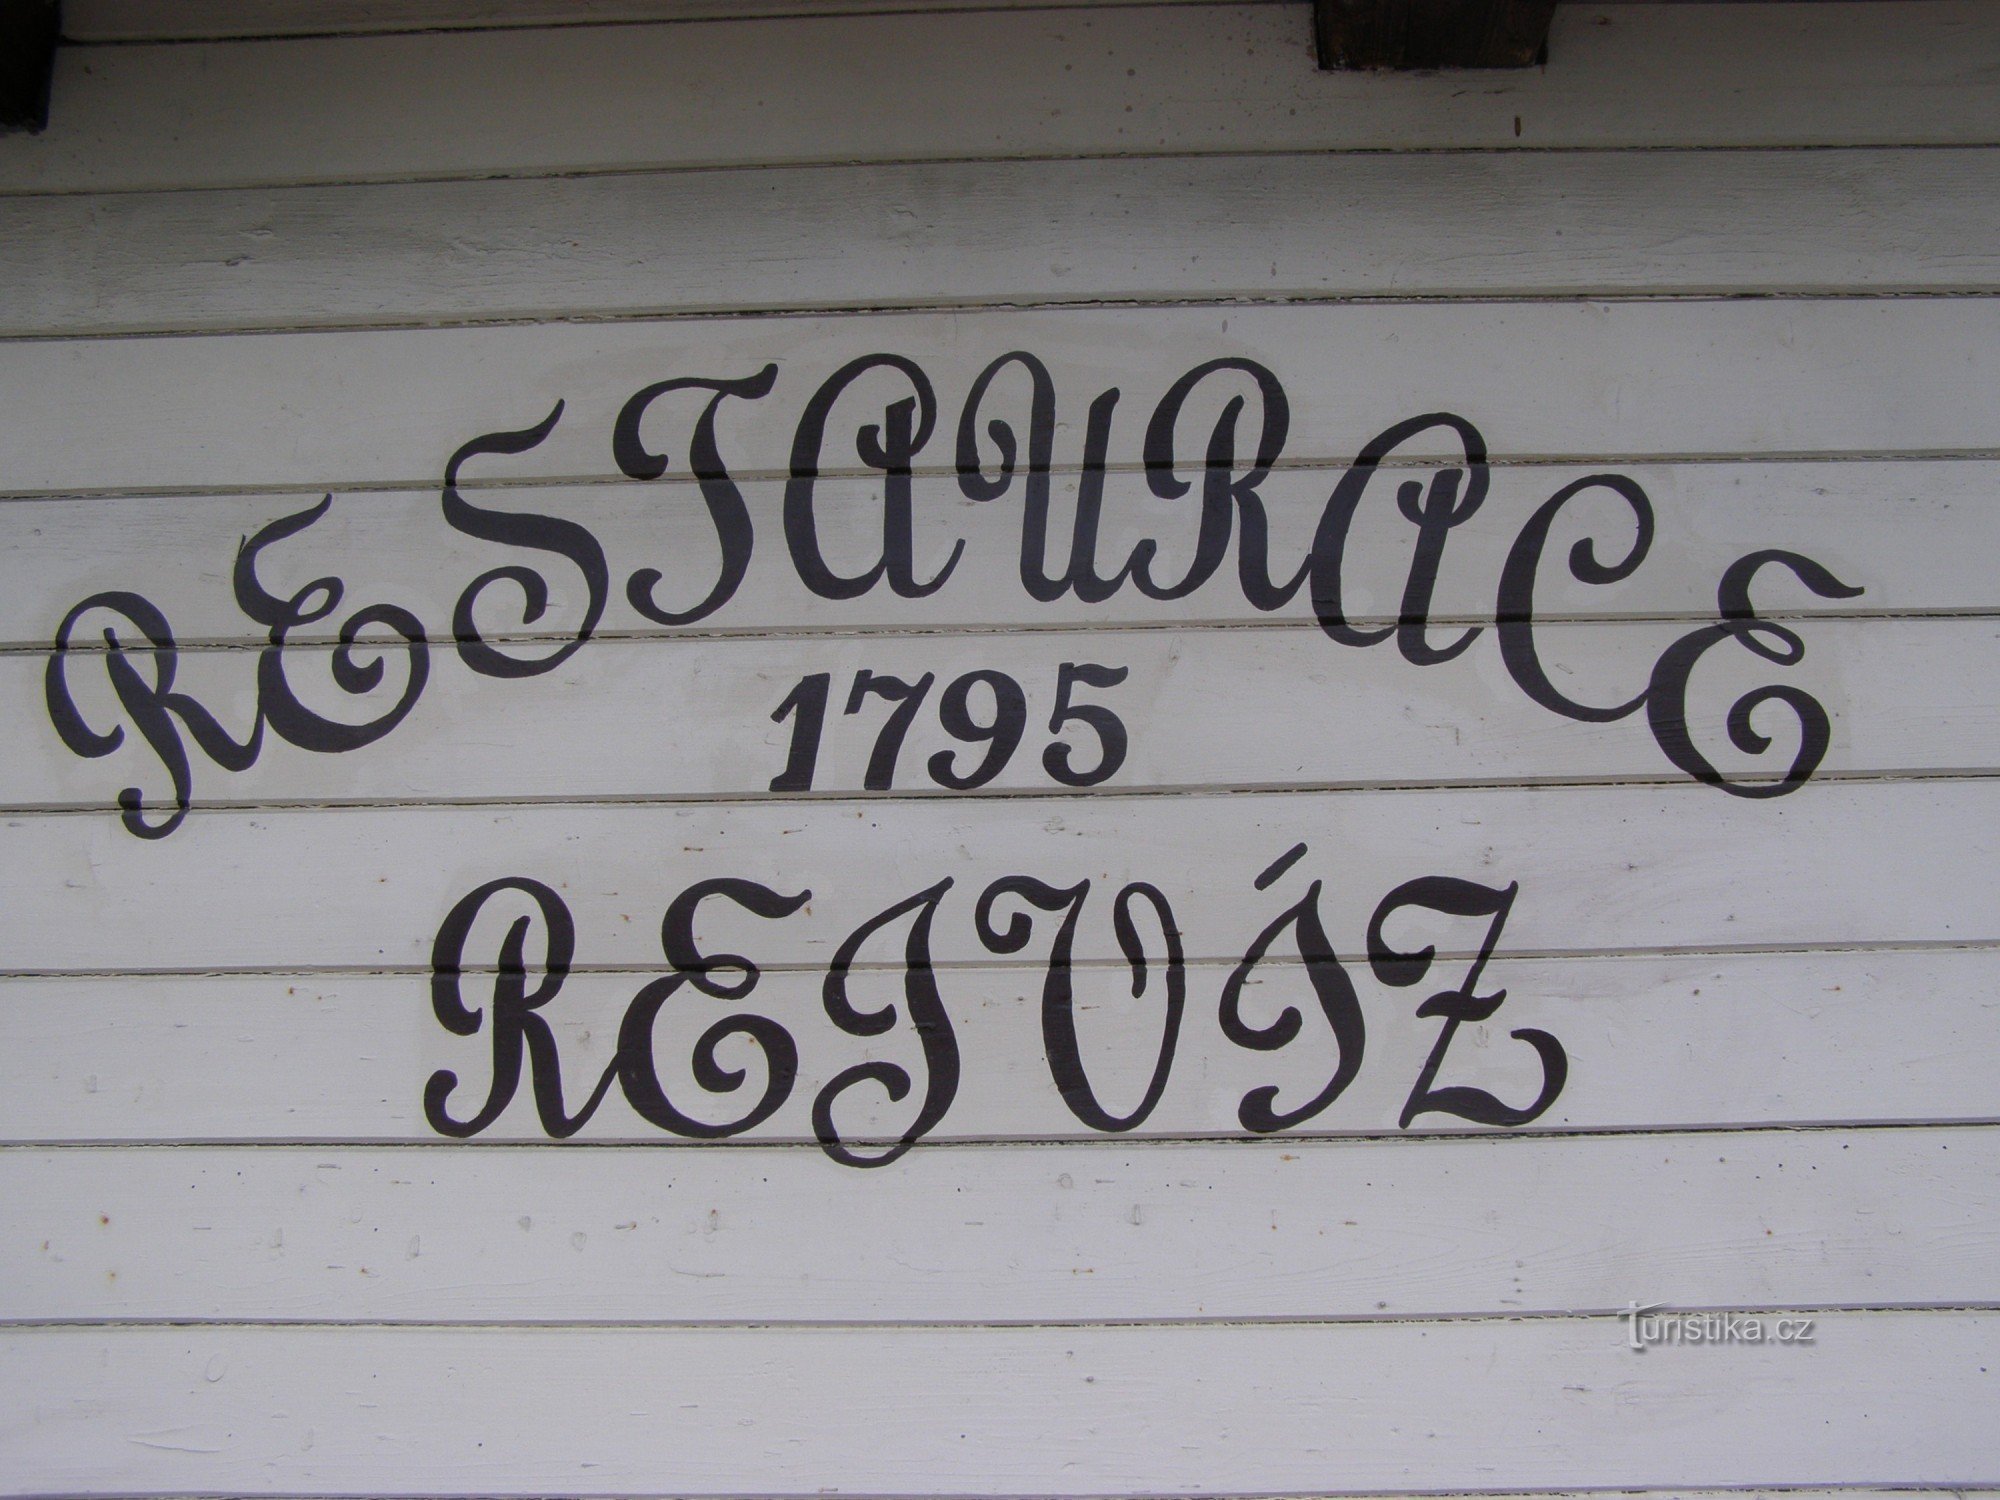 RESTAURACE
1795
REJVÍZ
Turistika.cz